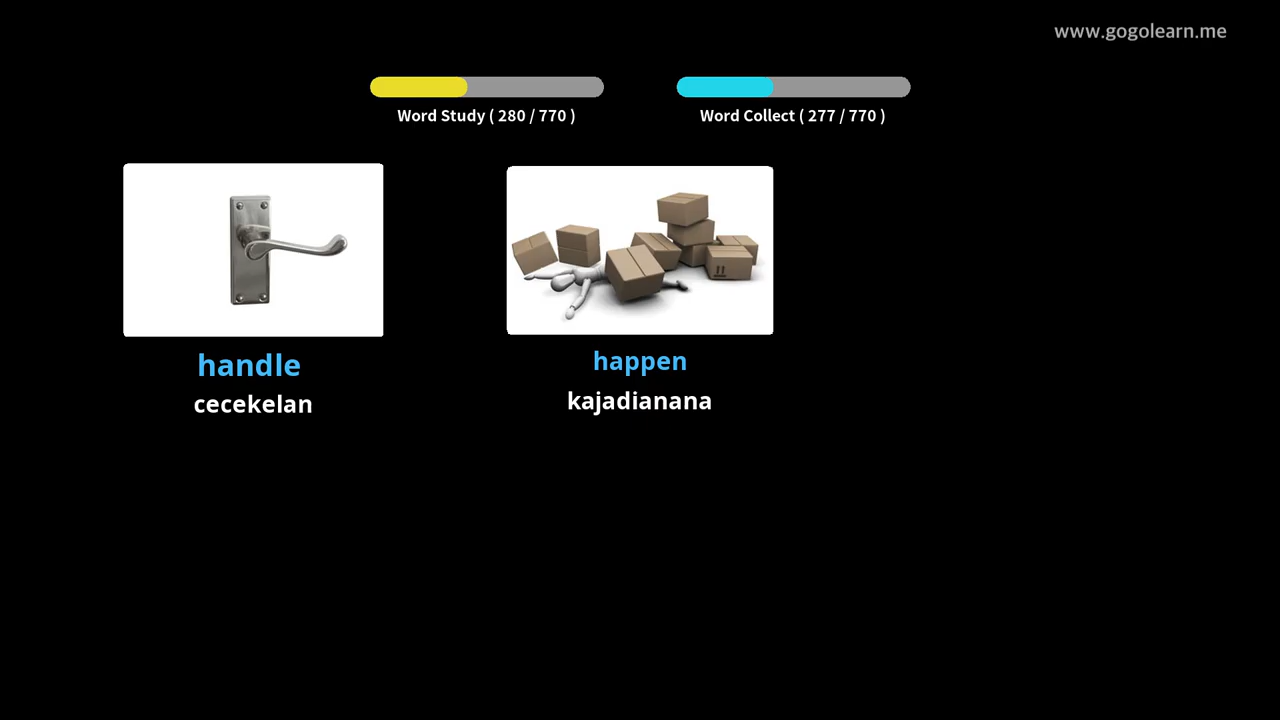 www.gogolearn.me
Word Study ( 280 / 770 )
Word Collect ( 277 / 770 )
handle
cecekelan
happen
kajadianana